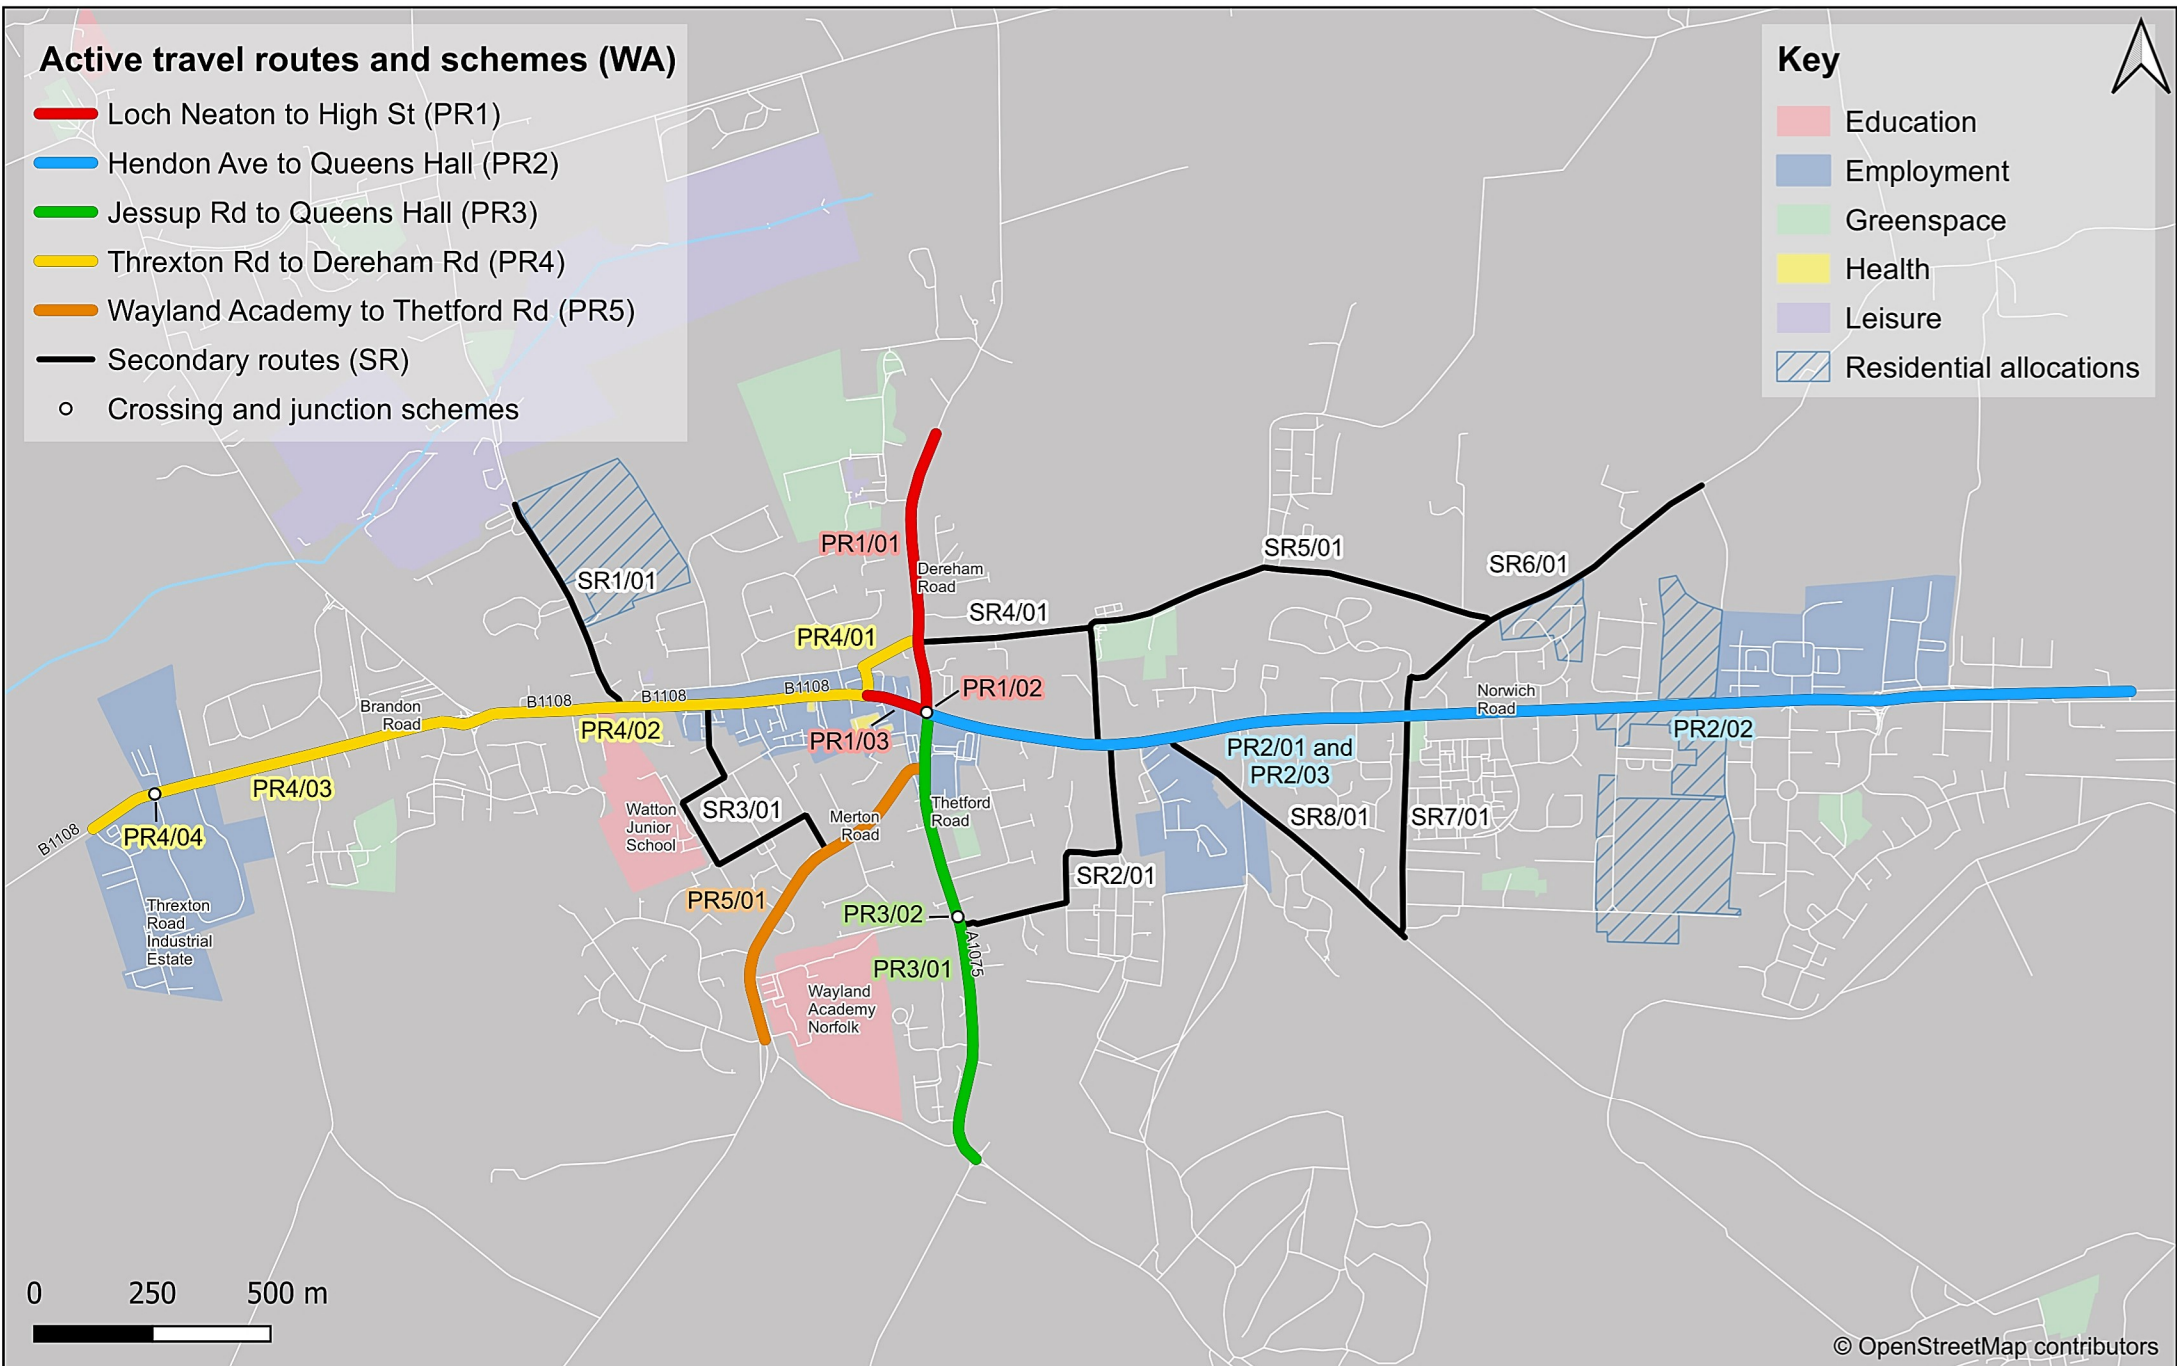 Active travel routes and schemes (WA)
Loch Neaton to High St (PR1)
Hendon Ave to Queens Hall (PR2)
Jessup Rd to Queens Hall (PR3)
Threxton Rd to Dereham Rd (PR4)
Wayland Academy to Thetford Rd (PR5)
Secondary routes (SR)
Crossing and junction schemes
Key
Education
Employment
Greenspace
Health
Leisure
Residential allocations
PR1/01
Dereham
Road
SR5/01
SR6/01
SR1/01
SR4/01
PR4/01
PR1/02
B1108
B1108
B1108
Brandon
Road
PR4/02
PR1/03
Norwich
Road
PR2/01 and
PR2/03
PR2/02
PR4/03
B1108
PR4/04
Watton
Junior
School
SR3/01
Merton
Road
Thetford
Road
SR8/01
SR7/01
SR2/01
PR5/01
PR3/02
A1075
PR3/01
Threxton
Road
Industrial
Estate
Wayland
Academy
Norfolk
0 250 500 m
© OpenStreetMap contributors